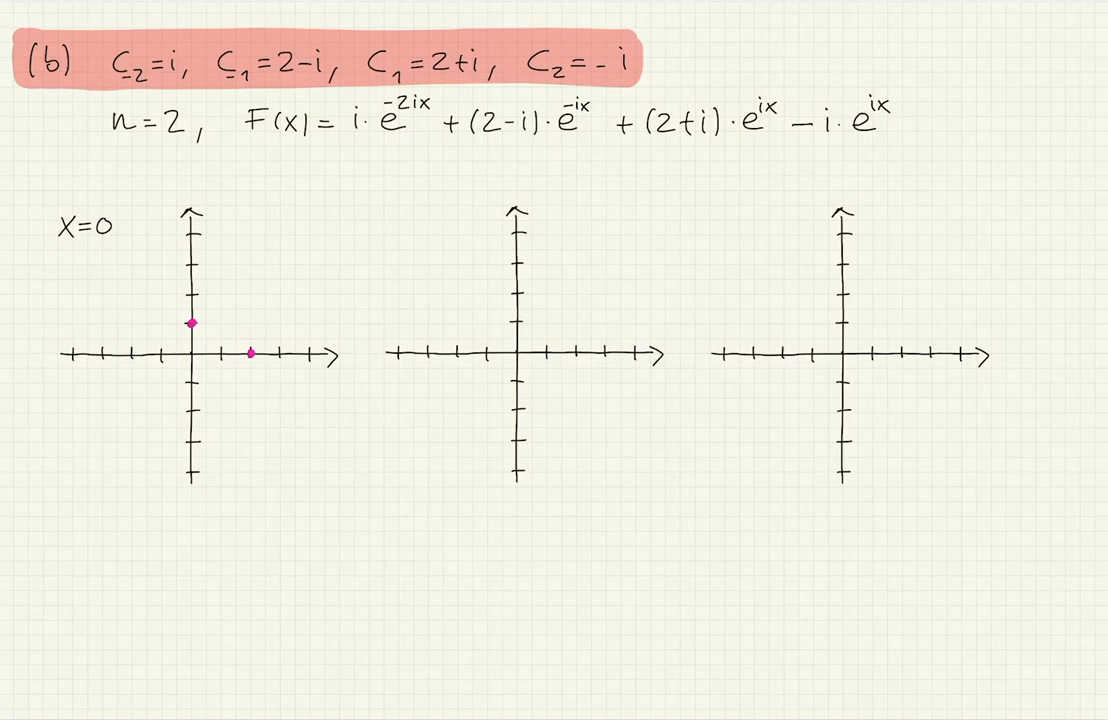 (b) C₋₂=i, C₋₁=2-i, C₁=2+i, C₂=-i
n=2, F(x)= i·e^{-2ix} +(2-i)·e^{-ix} +(2+i)·e^{ix} -i·e^{ix}
x=0